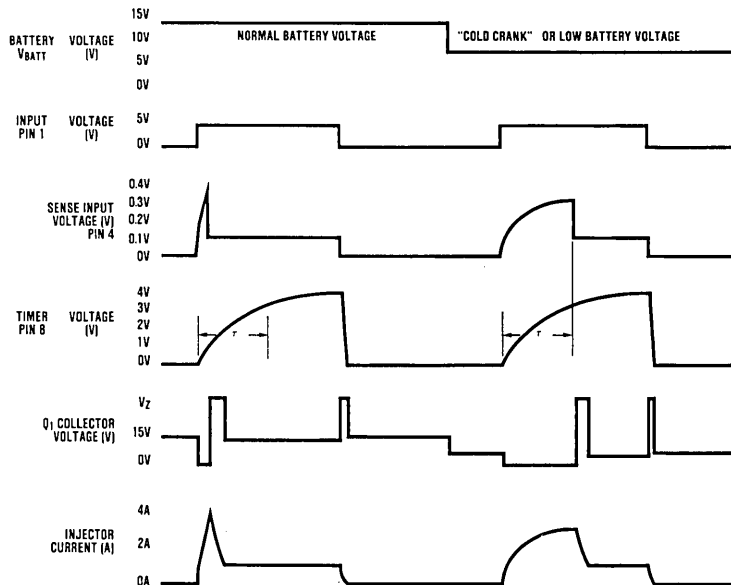 15V
BATTERY VOLTAGE 10V
VBATT (V)
5V
0V
NORMAL BATTERY VOLTAGE
"COLD CRANK" OR LOW BATTERY VOLTAGE
INPUT VOLTAGE 5V
PIN 1 (V)
0V
0.4V
SENSE INPUT 0.3V
VOLTAGE (V) 0.2V
PIN 4 0.1V
0V
4V
TIMER VOLTAGE 3V
PIN 8 (V) 2V
1V
0V
τ
τ
VZ
Q1 COLLECTOR 15V
VOLTAGE (V)
0V
4A
INJECTOR 2A
CURRENT (A)
0A